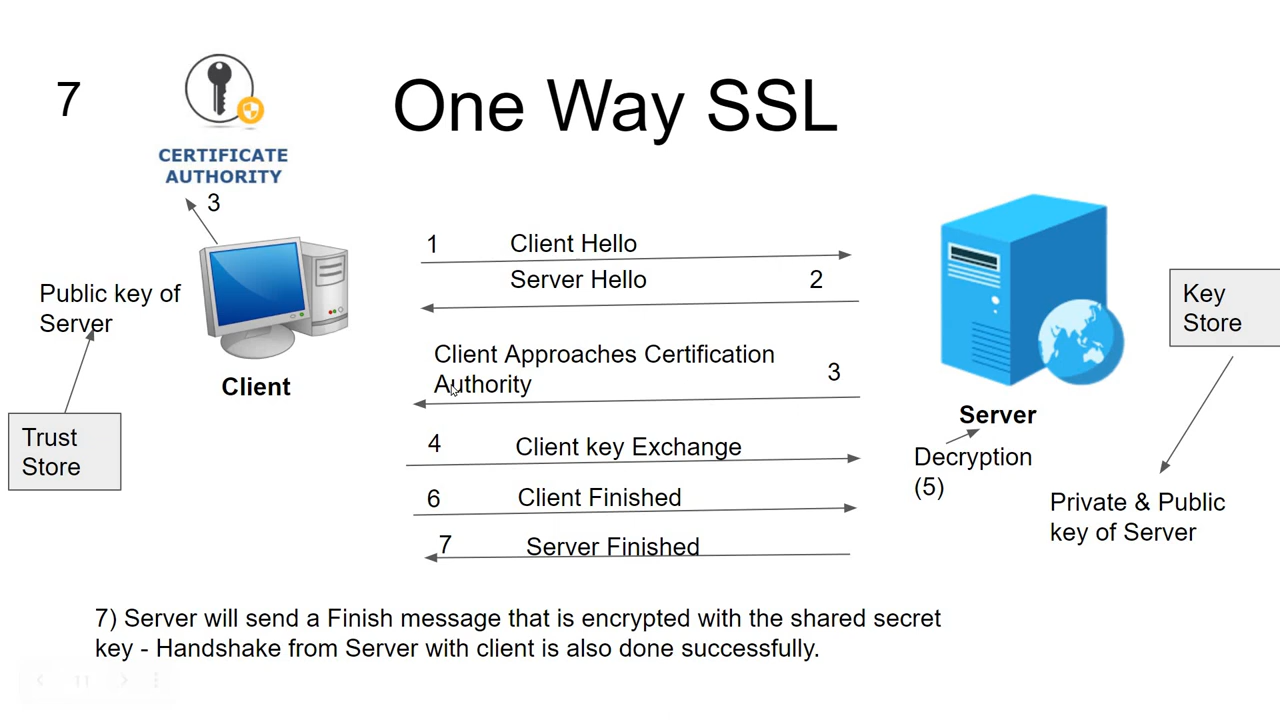 7
One Way SSL
CERTIFICATE
AUTHORITY
3
1 Client Hello
Server Hello 2
Public key of
Server
Key
Store
Client Approaches Certification
Authority
3
Client
Server
Trust
Store
4 Client key Exchange
Decryption
(5)
6 Client Finished
Private & Public
key of Server
7 Server Finished
7) Server will send a Finish message that is encrypted with the shared secret
key - Handshake from Server with client is also done successfully.
11